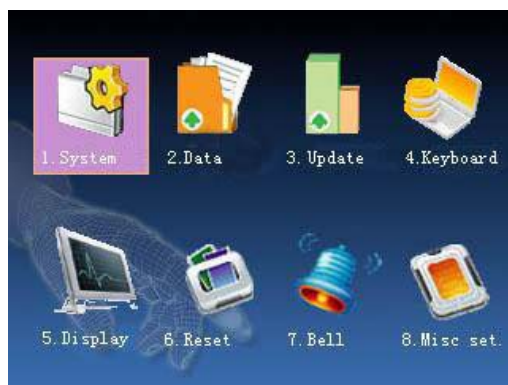 1.System 2.Data 3.Update 4.Keyboard
5.Display 6.Reset 7.Bell 8.Misc set.